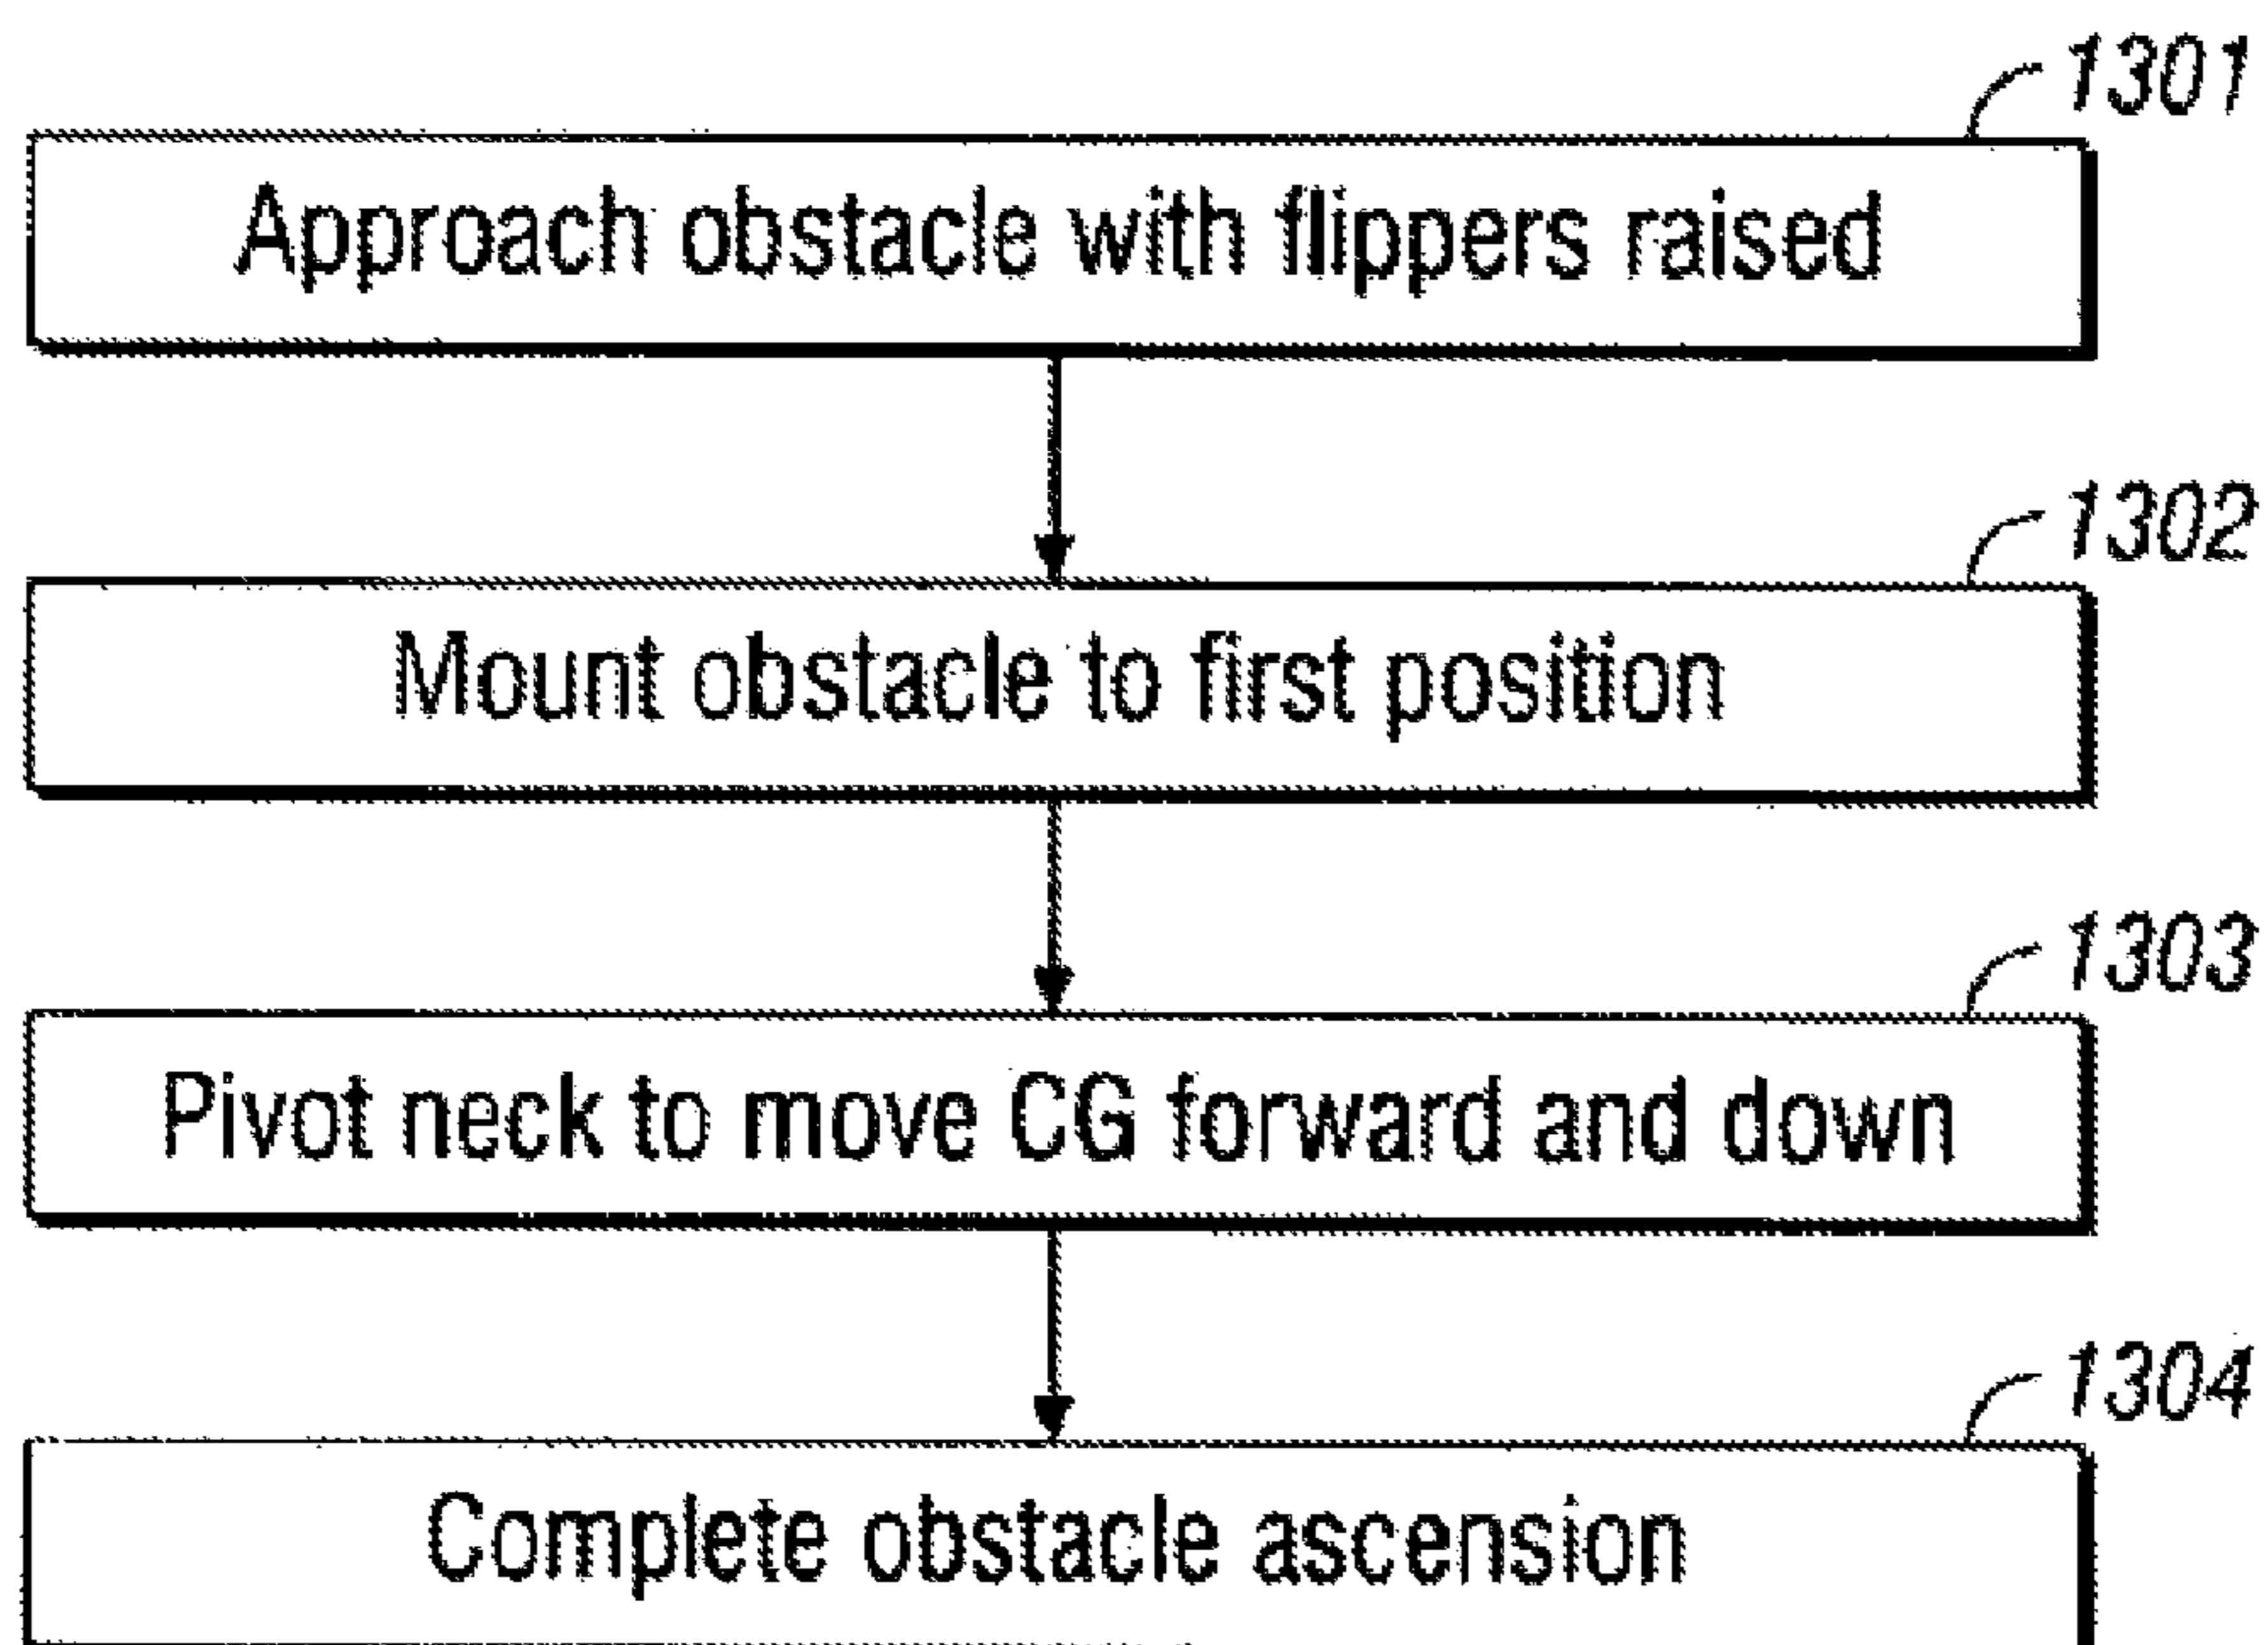 1301
Approach obstacle with flippers raised
1302
Mount obstacle to first position
1303
Pivot neck to move CG forward and down
1304
Complete obstacle ascension